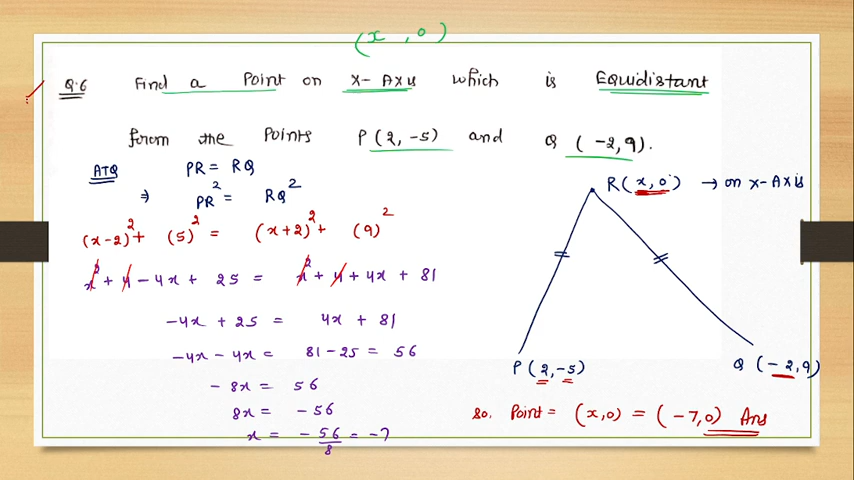 (x, 0)
Q.6 Find a Point on X-Axis which is Equidistant
from the Points P(2,-5) and Q (-2,9).
ATQ PR = RQ
⇒ PR² = RQ²
(x-2)² + (5)² = (x+2)² + (9)²
x² + 4 - 4x + 25 = x² + 4 + 4x + 81
-4x + 25 = 4x + 81
-4x - 4x = 81 - 25 = 56
-8x = 56
8x = -56
x = -56/8 = -7
R(x,0) → on X-Axis
P(2,-5)
Q (-2,9)
so, Point = (x,0) = (-7,0) Ans